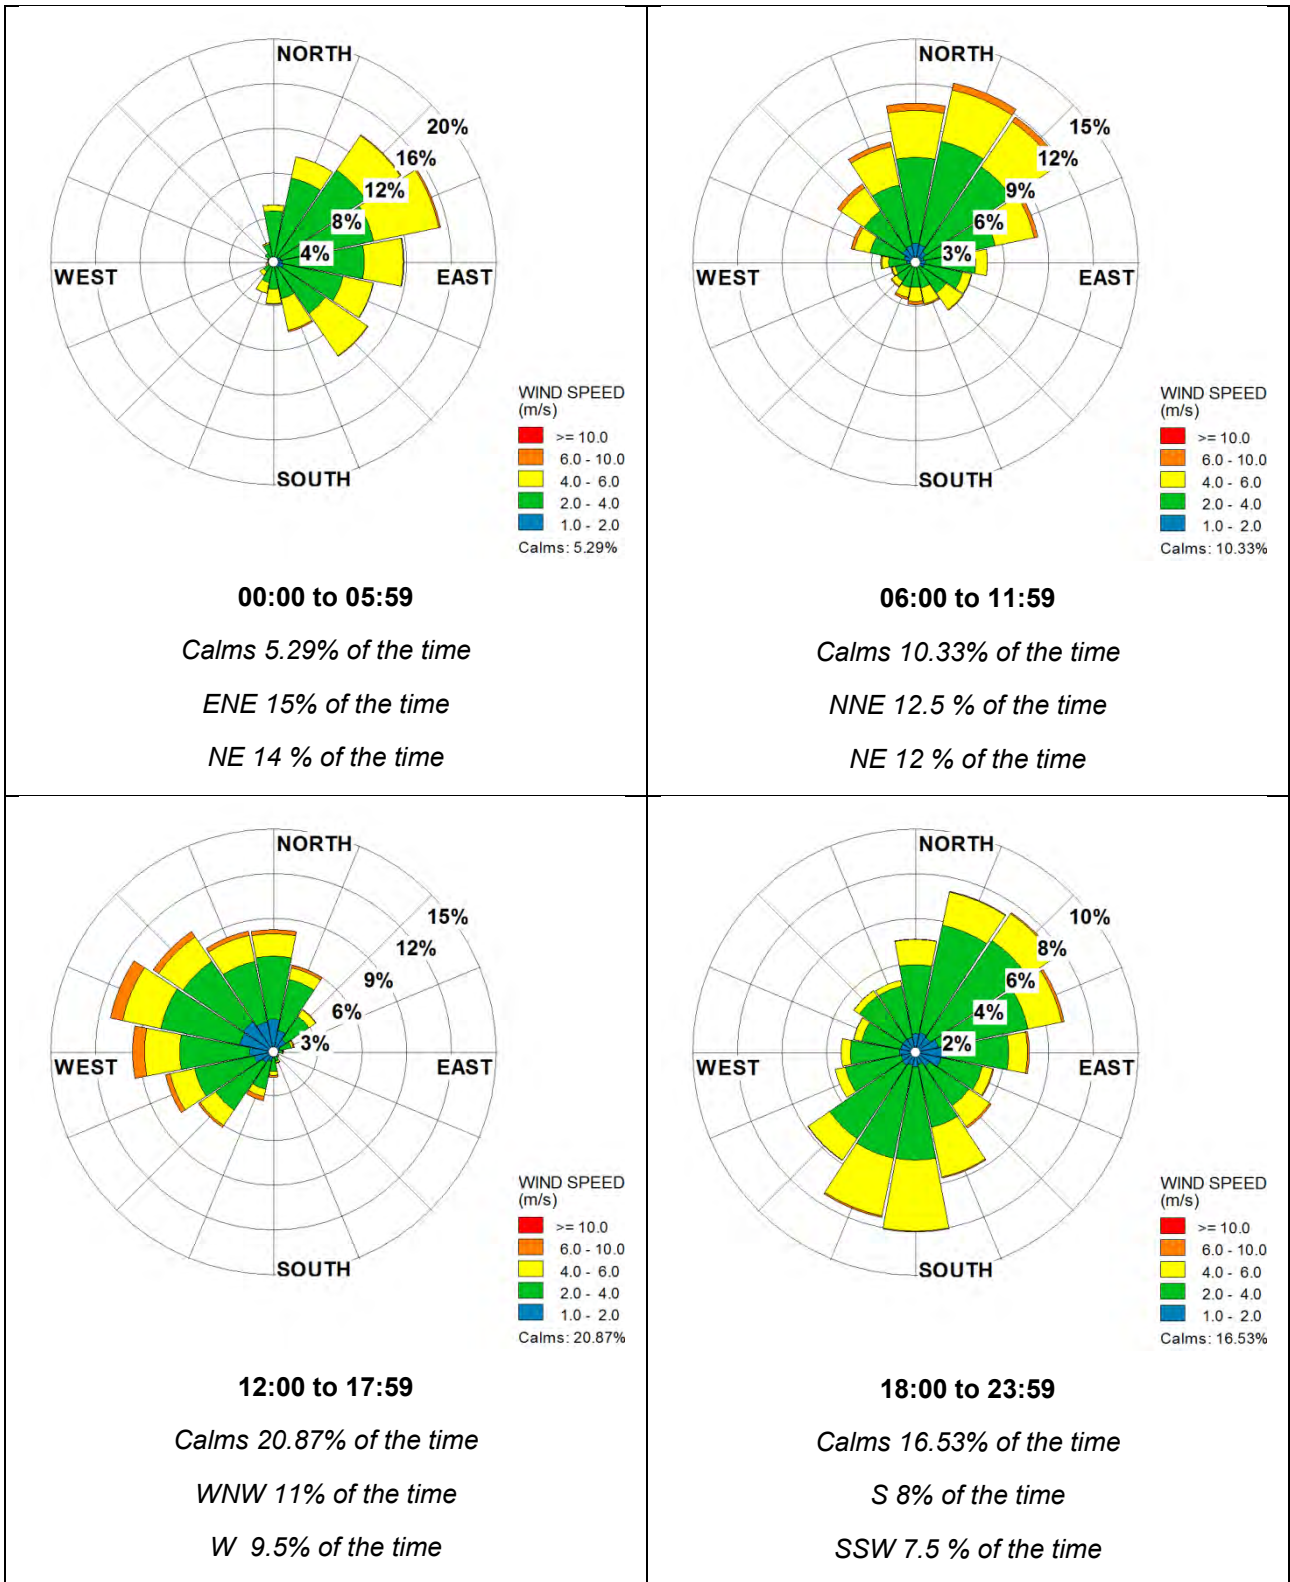 NORTH
20%
16%
12%
8%
4%
WEST
EAST
SOUTH
WIND SPEED
(m/s)
>= 10.0
6.0 - 10.0
4.0 - 6.0
2.0 - 4.0
1.0 - 2.0
Calms: 5.29%
00:00 to 05:59
Calms 5.29% of the time
ENE 15% of the time
NE 14 % of the time
NORTH
15%
12%
9%
6%
3%
WEST
EAST
SOUTH
WIND SPEED
(m/s)
>= 10.0
6.0 - 10.0
4.0 - 6.0
2.0 - 4.0
1.0 - 2.0
Calms: 10.33%
06:00 to 11:59
Calms 10.33% of the time
NNE 12.5 % of the time
NE 12 % of the time
NORTH
15%
12%
9%
6%
3%
WEST
EAST
SOUTH
WIND SPEED
(m/s)
>= 10.0
6.0 - 10.0
4.0 - 6.0
2.0 - 4.0
1.0 - 2.0
Calms: 20.87%
12:00 to 17:59
Calms 20.87% of the time
WNW 11% of the time
W 9.5% of the time
NORTH
10%
8%
6%
4%
2%
WEST
EAST
SOUTH
WIND SPEED
(m/s)
>= 10.0
6.0 - 10.0
4.0 - 6.0
2.0 - 4.0
1.0 - 2.0
Calms: 16.53%
18:00 to 23:59
Calms 16.53% of the time
S 8% of the time
SSW 7.5 % of the time